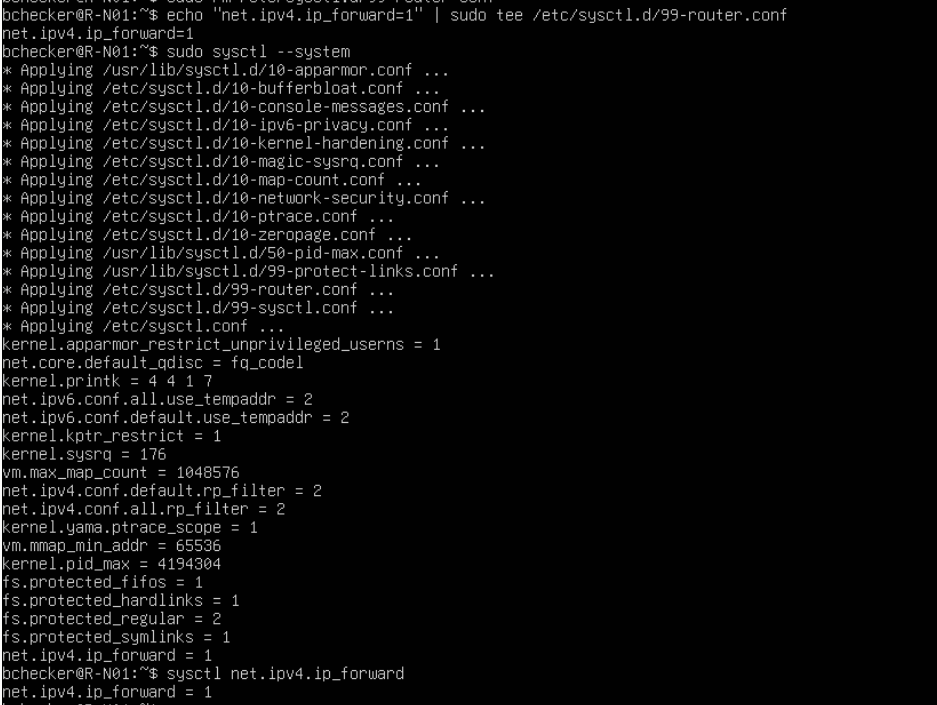 bchecker@R-N01:~$ echo "net.ipv4.ip_forward=1" | sudo tee /etc/sysctl.d/99-router.conf
net.ipv4.ip_forward=1
bchecker@R-N01:~$ sudo sysctl --system
* Applying /usr/lib/sysctl.d/10-apparmor.conf ...
* Applying /etc/sysctl.d/10-bufferbloat.conf ...
* Applying /etc/sysctl.d/10-console-messages.conf ...
* Applying /etc/sysctl.d/10-ipv6-privacy.conf ...
* Applying /etc/sysctl.d/10-kernel-hardening.conf ...
* Applying /etc/sysctl.d/10-magic-sysrq.conf ...
* Applying /etc/sysctl.d/10-map-count.conf ...
* Applying /etc/sysctl.d/10-network-security.conf ...
* Applying /etc/sysctl.d/10-ptrace.conf ...
* Applying /etc/sysctl.d/10-zeropage.conf ...
* Applying /usr/lib/sysctl.d/50-pid-max.conf ...
* Applying /usr/lib/sysctl.d/99-protect-links.conf ...
* Applying /etc/sysctl.d/99-router.conf ...
* Applying /etc/sysctl.d/99-sysctl.conf ...
* Applying /etc/sysctl.conf ...
kernel.apparmor_restrict_unprivileged_userns = 1
net.core.default_qdisc = fq_codel
kernel.printk = 4 4 1 7
net.ipv6.conf.all.use_tempaddr = 2
net.ipv6.conf.default.use_tempaddr = 2
kernel.kptr_restrict = 1
kernel.sysrq = 176
vm.max_map_count = 1048576
net.ipv4.conf.default.rp_filter = 2
net.ipv4.conf.all.rp_filter = 2
kernel.yama.ptrace_scope = 1
vm.mmap_min_addr = 65536
kernel.pid_max = 4194304
fs.protected_fifos = 1
fs.protected_hardlinks = 1
fs.protected_regular = 2
fs.protected_symlinks = 1
net.ipv4.ip_forward = 1
bchecker@R-N01:~$ sysctl net.ipv4.ip_forward
net.ipv4.ip_forward = 1